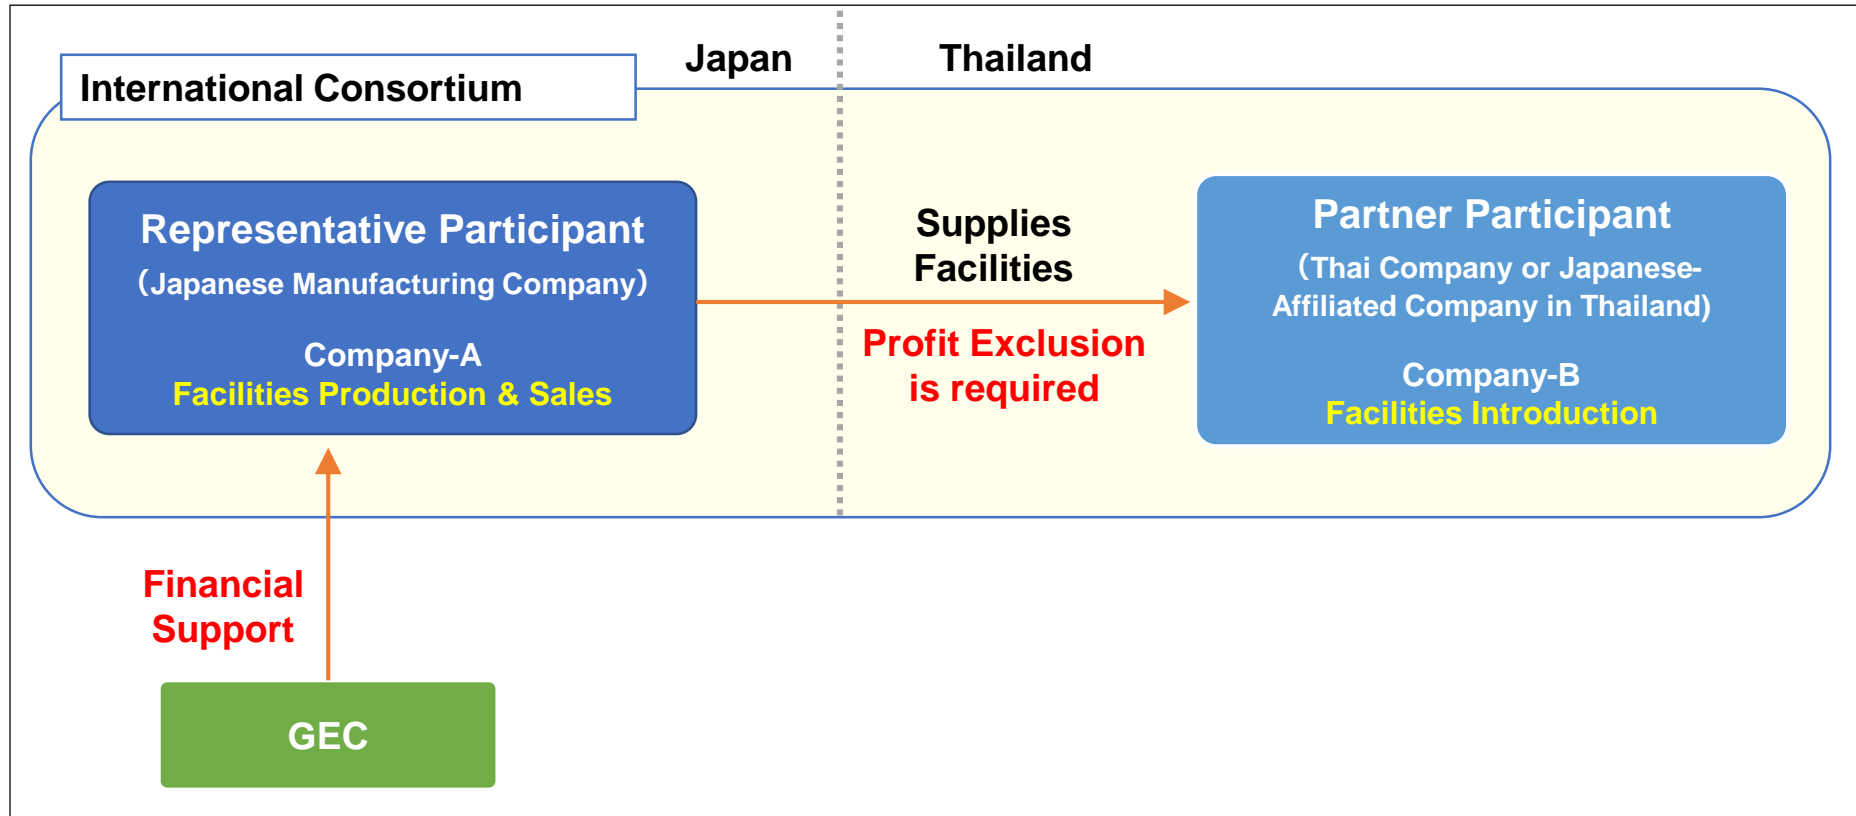 Japan
Thailand
International Consortium
Representative Participant
（Japanese Manufacturing Company）
Company-A
Facilities Production & Sales
Supplies
Facilities
Profit Exclusion
is required
Partner Participant
（Thai Company or Japanese-
Affiliated Company in Thailand)
Company-B
Facilities Introduction
Financial
Support
GEC